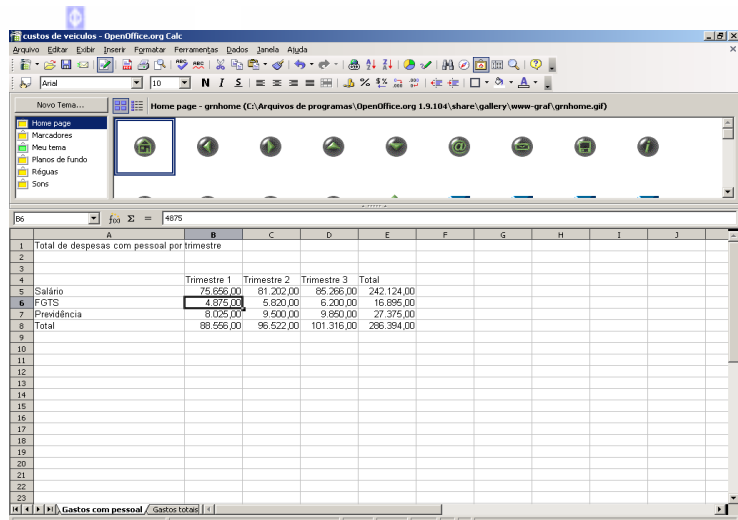 custos de veiculos - OpenOffice.org Calc
Arquivo Editar Exibir Inserir Formatar Ferramentas Dados Janela Ajuda
Arial 10 N I S
Novo Tema... Home page - grnhome (C:\Arquivos de programas\OpenOffice.org 1.9.104\share\gallery\www-graf\grnhome.gif)
Home page
Marcadores
Meu tema
Planos de fundo
Réguas
Sons
B6 f(x) Σ = 4875
A B C D E F G H I J
1 Total de despesas com pessoal por trimestre
2
3
4 Trimestre 1 Trimestre 2 Trimestre 3 Total
5 Salário 75.656,00 81.202,00 85.266,00 242.124,00
6 FGTS 4.875,00 5.820,00 6.200,00 16.895,00
7 Previdência 8.025,00 9.500,00 9.850,00 27.375,00
8 Total 88.556,00 96.522,00 101.316,00 286.394,00
9
10
11
12
13
14
15
16
17
18
19
20
21
22
23
Gastos com pessoal Gastos totais